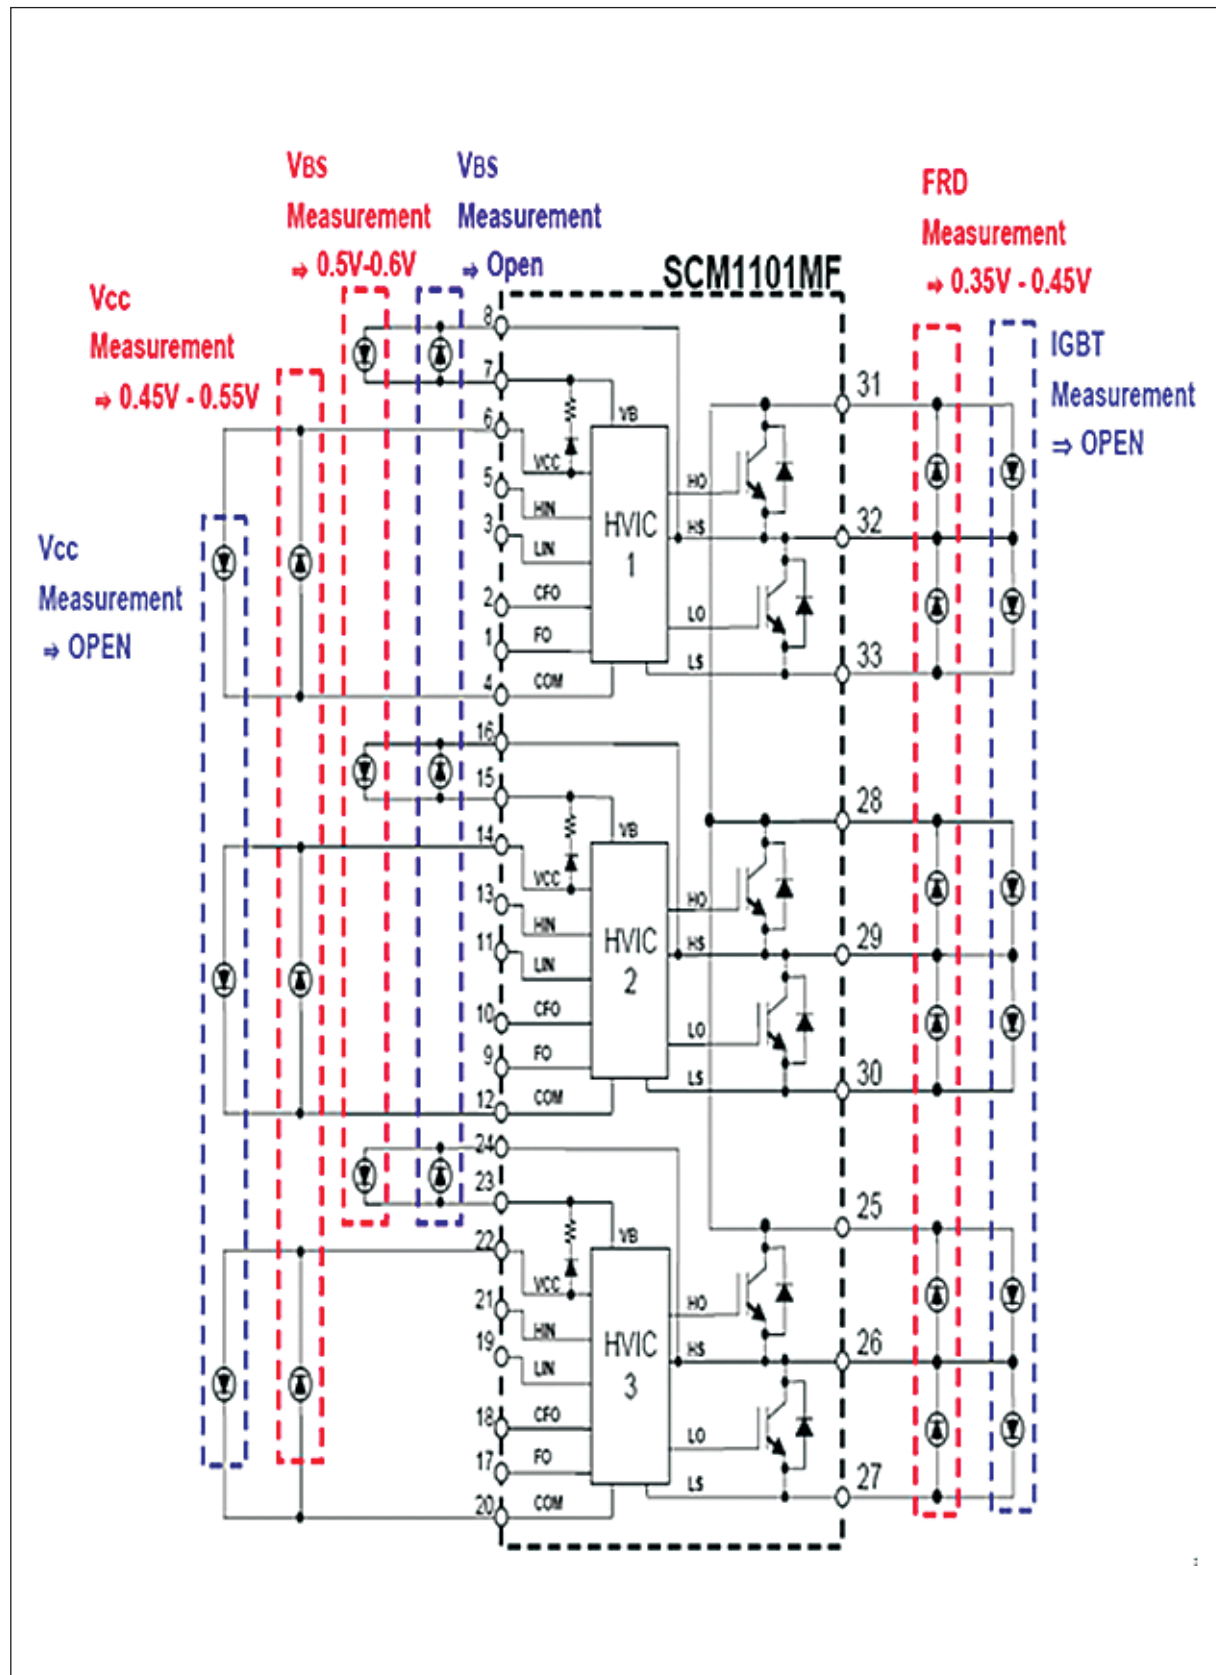 VBS
Measurement
⇒ 0.5V-0.6V
VBS
Measurement
⇒ Open
FRD
Measurement
⇒ 0.35V - 0.45V
SCM1101MF
Vcc
Measurement
⇒ 0.45V - 0.55V
IGBT
Measurement
⇒ OPEN
Vcc
Measurement
⇒ OPEN
8
7
6
5
3
2
1
4
VB
VCC
HIN
LIN
CFO
FO
COM
HVIC
1
HO
HS
LO
LS
31
32
33
16
15
14
13
11
10
9
12
VB
VCC
HIN
LIN
CFO
FO
COM
HVIC
2
HO
HS
LO
LS
28
29
30
24
23
22
21
19
18
17
20
VB
VCC
HIN
LIN
CFO
FO
COM
HVIC
3
HO
HS
LO
LS
25
26
27